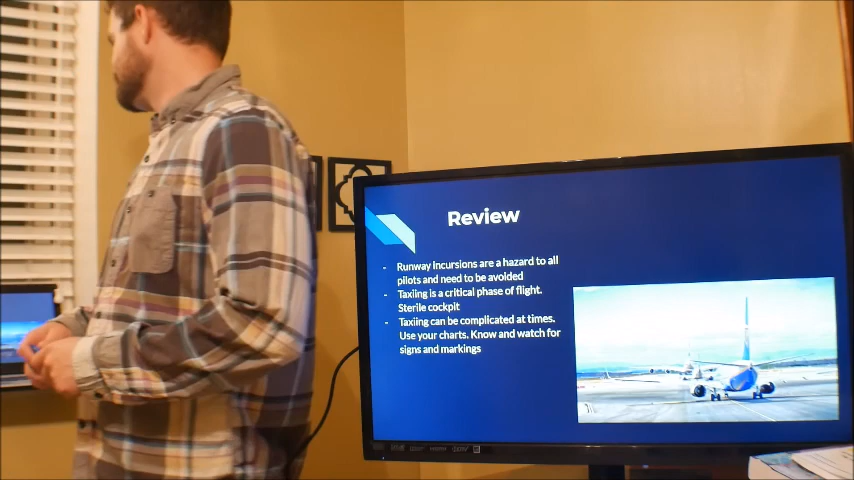 Review
- Runway Incursions are a hazard to all
pilots and need to be avoided
- Taxiing is a critical phase of flight.
Sterile cockpit
- Taxiing can be complicated at times.
Use your charts. Know and watch for
signs and markings